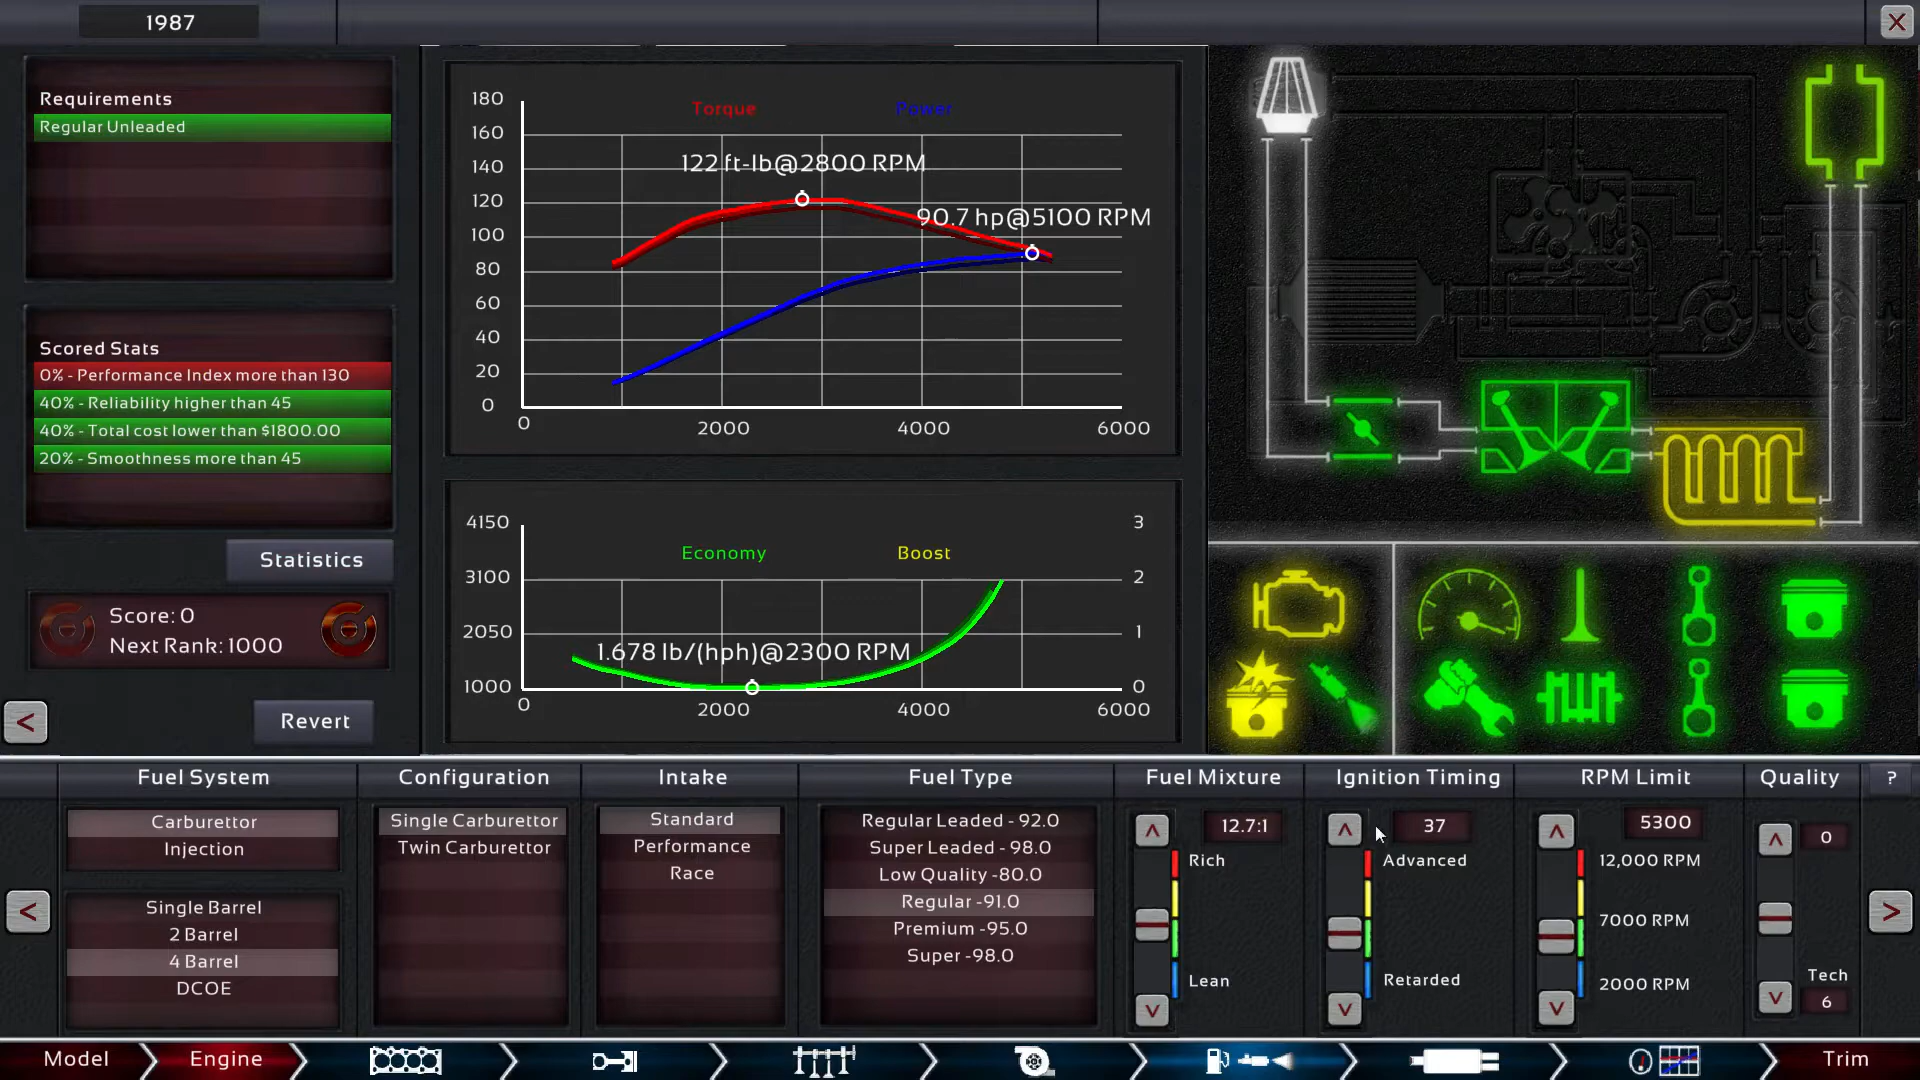 1987
Requirements
Regular Unleaded
Scored Stats
0% - Performance Index more than 130
40% - Reliability higher than 45
40% - Total cost lower than $1800.00
20% - Smoothness more than 45
Statistics
Score: 0
Next Rank: 1000
Revert
180
160
140
120
100
80
60
40
20
0
0
2000
4000
6000
Torque
Power
122 ft-lb@2800 RPM
90.7 hp@5100 RPM
4150
3100
2050
1000
3
2
1
0
0
2000
4000
6000
Economy
Boost
1.678 lb/(hph)@2300 RPM
Fuel System
Carburettor
Injection
Single Barrel
2 Barrel
4 Barrel
DCOE
Configuration
Single Carburettor
Twin Carburettor
Intake
Standard
Performance
Race
Fuel Type
Regular Leaded - 92.0
Super Leaded - 98.0
Low Quality -80.0
Regular -91.0
Premium -95.0
Super -98.0
Fuel Mixture
12.7:1
Rich
Lean
Ignition Timing
37
Advanced
Retarded
RPM Limit
5300
12,000 RPM
7000 RPM
2000 RPM
Quality
0
Tech
6
?
Model
Engine
Trim